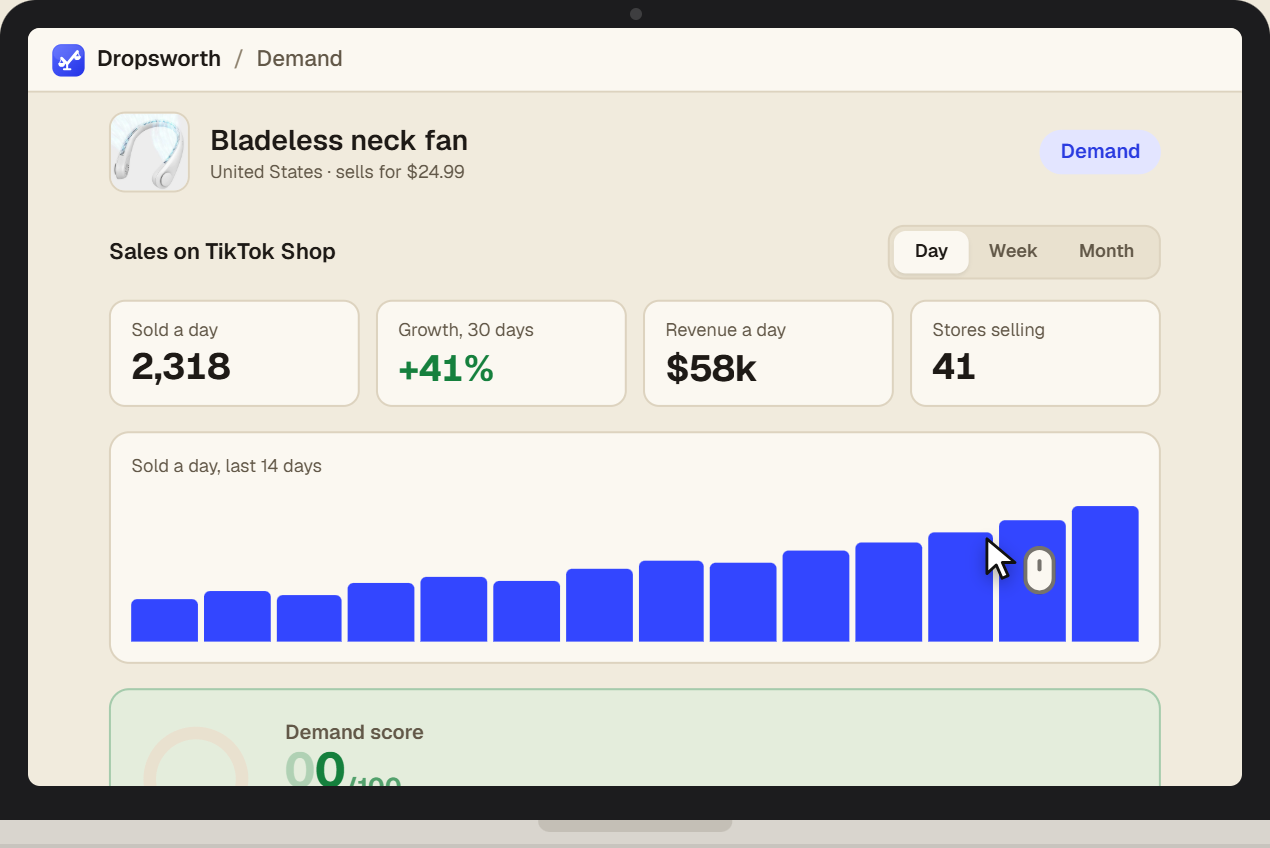 Dropsworth / Demand
Bladeless neck fan
United States · sells for $24.99
Demand
Sales on TikTok Shop
Day Week Month
Sold a day
2,318
Growth, 30 days
+41%
Revenue a day
$58k
Stores selling
41
Sold a day, last 14 days
Demand score
00/100